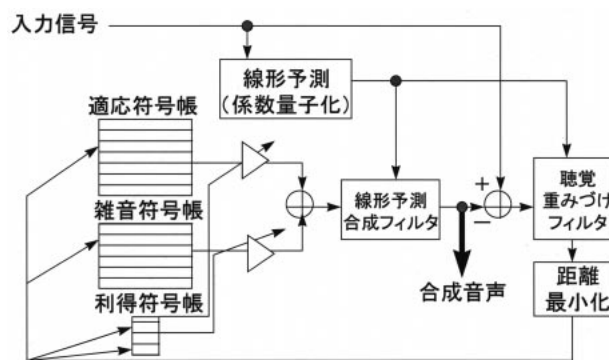 入力信号
線形予測
(係数量子化)
適応符号帳
雑音符号帳
線形予測
合成フィルタ
+
−
聴覚
重みづけ
フィルタ
利得符号帳
合成音声
距離
最小化